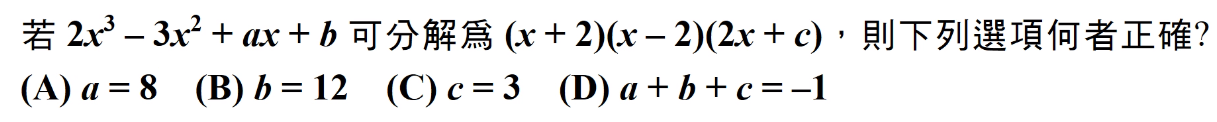 若 2x³ – 3x² + ax + b 可分解為 (x + 2)(x – 2)(2x + c)，則下列選項何者正確?
(A) a = 8 (B) b = 12 (C) c = 3 (D) a + b + c = –1